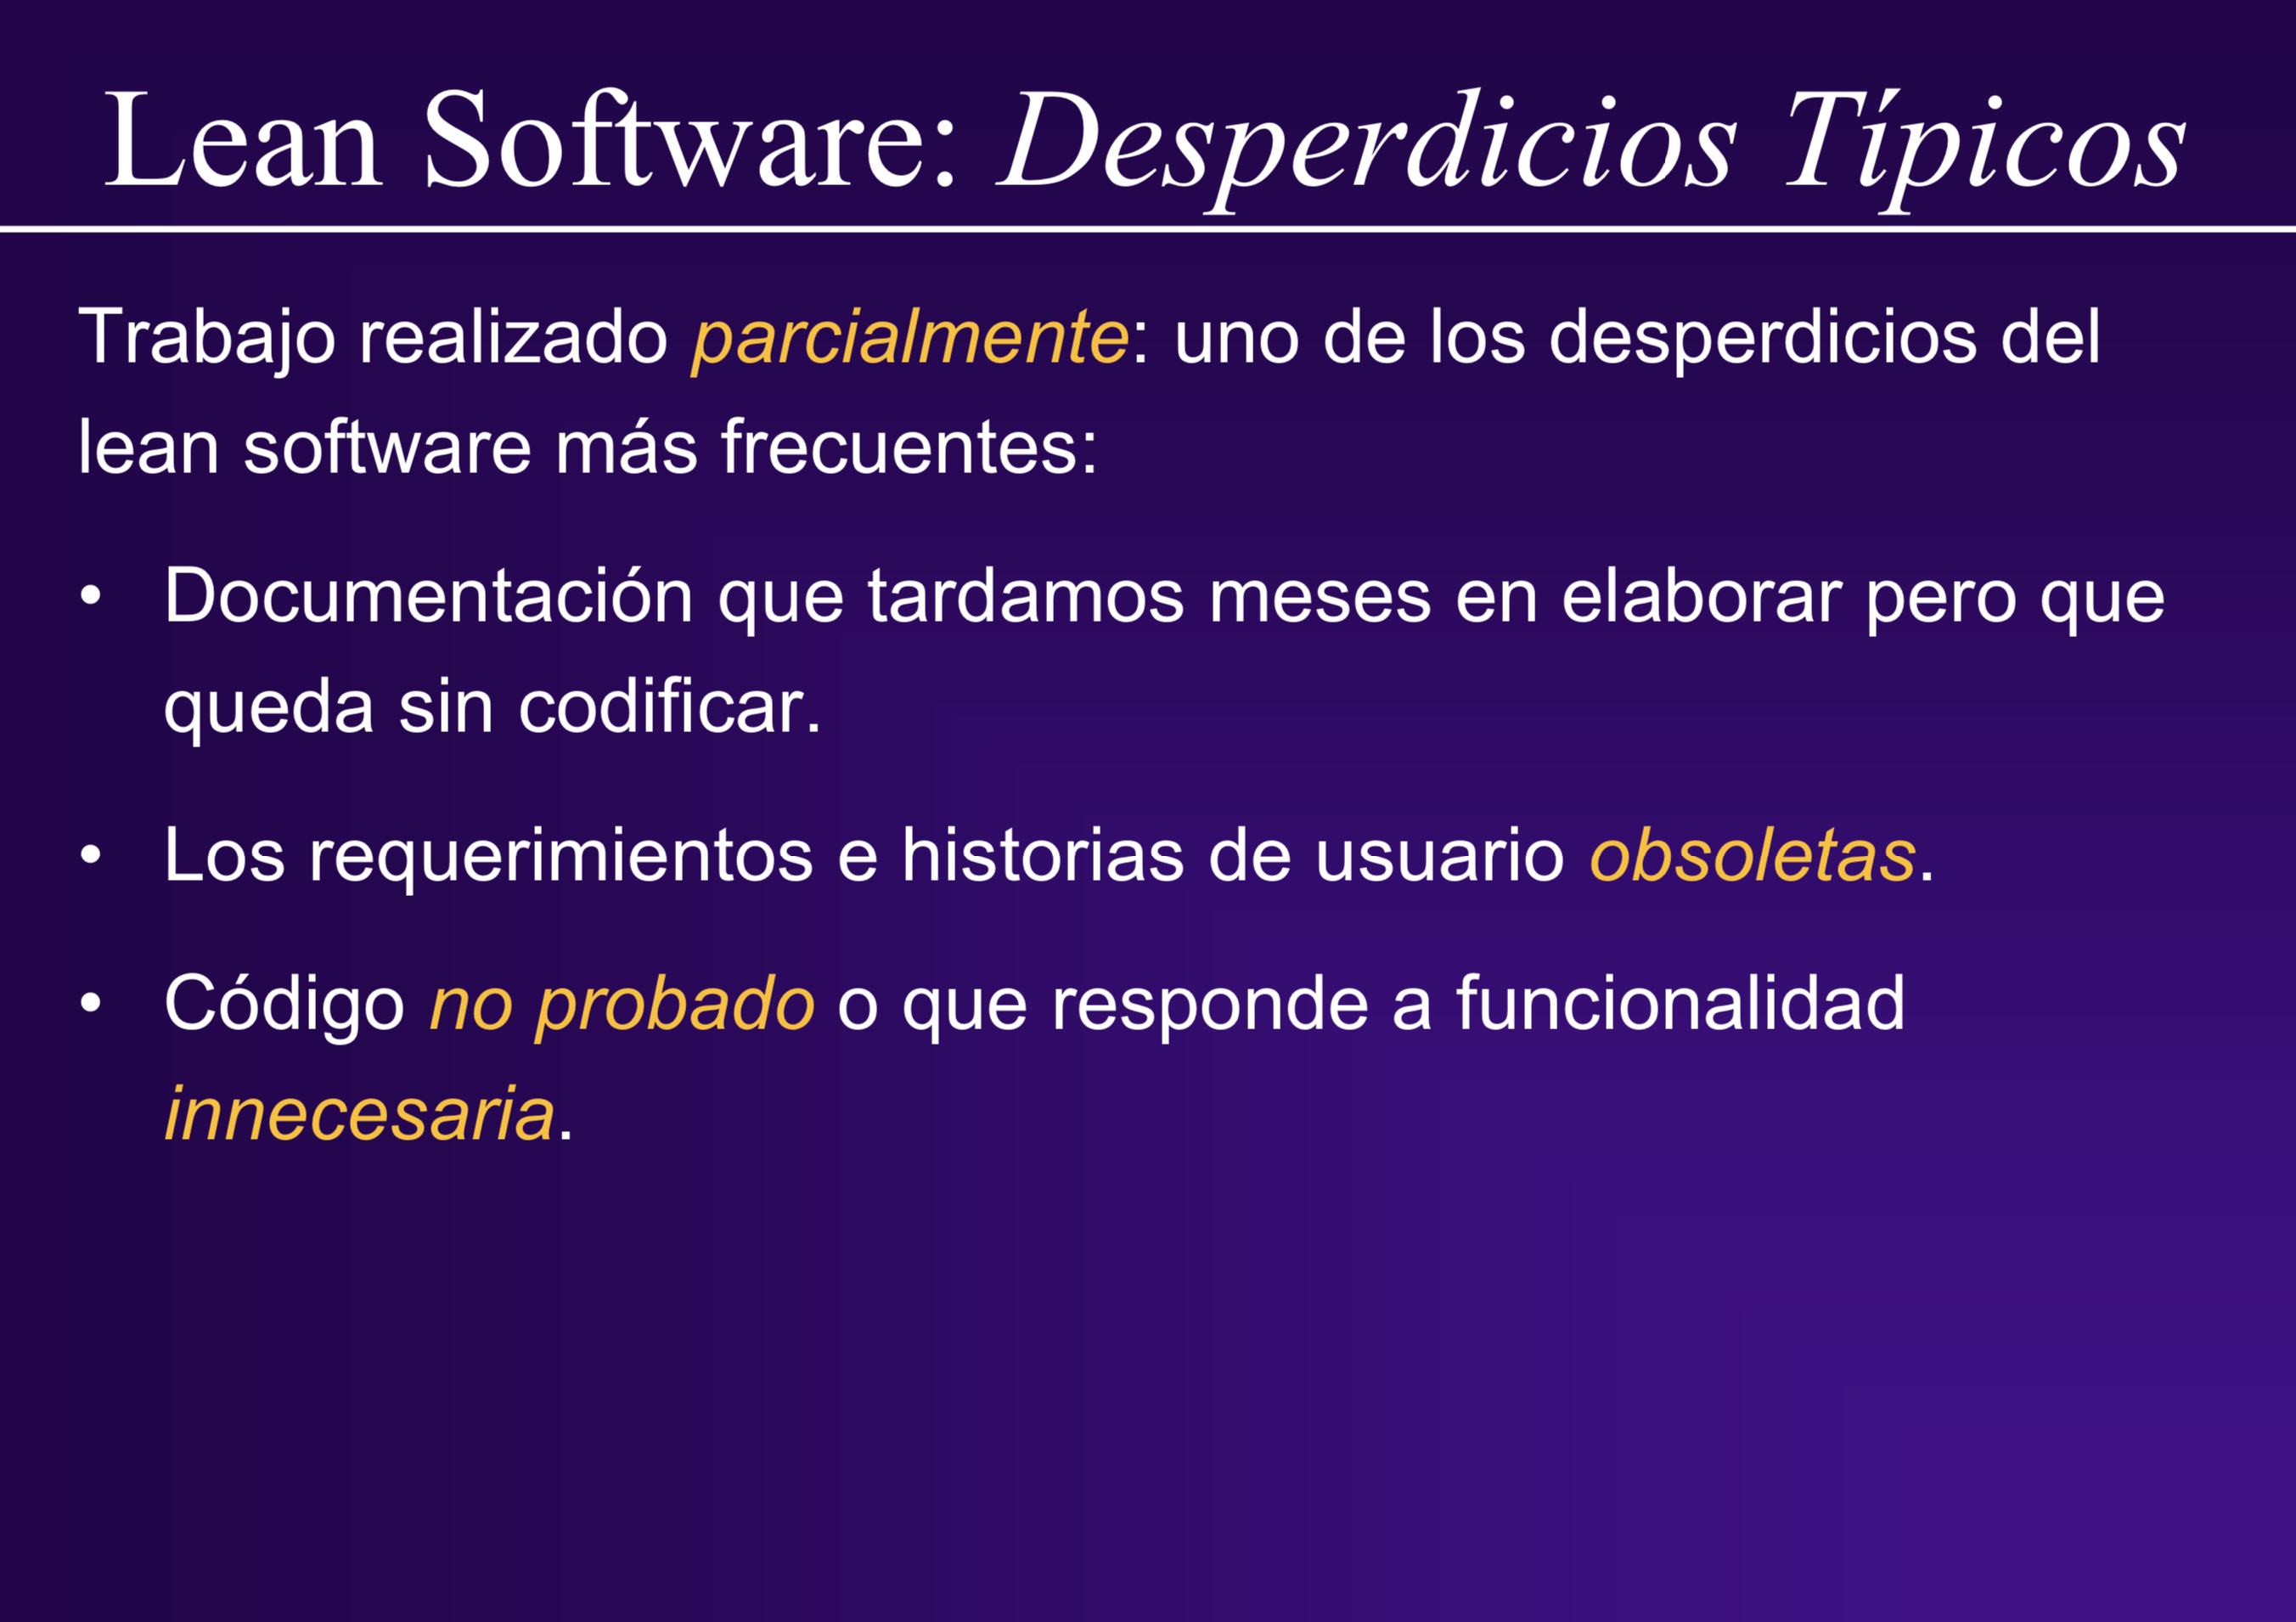 Lean Software: Desperdicios Típicos
Trabajo realizado parcialmente: uno de los desperdicios del
lean software más frecuentes:
• Documentación que tardamos meses en elaborar pero que
queda sin codificar.
• Los requerimientos e historias de usuario obsoletas.
• Código no probado o que responde a funcionalidad
innecesaria.